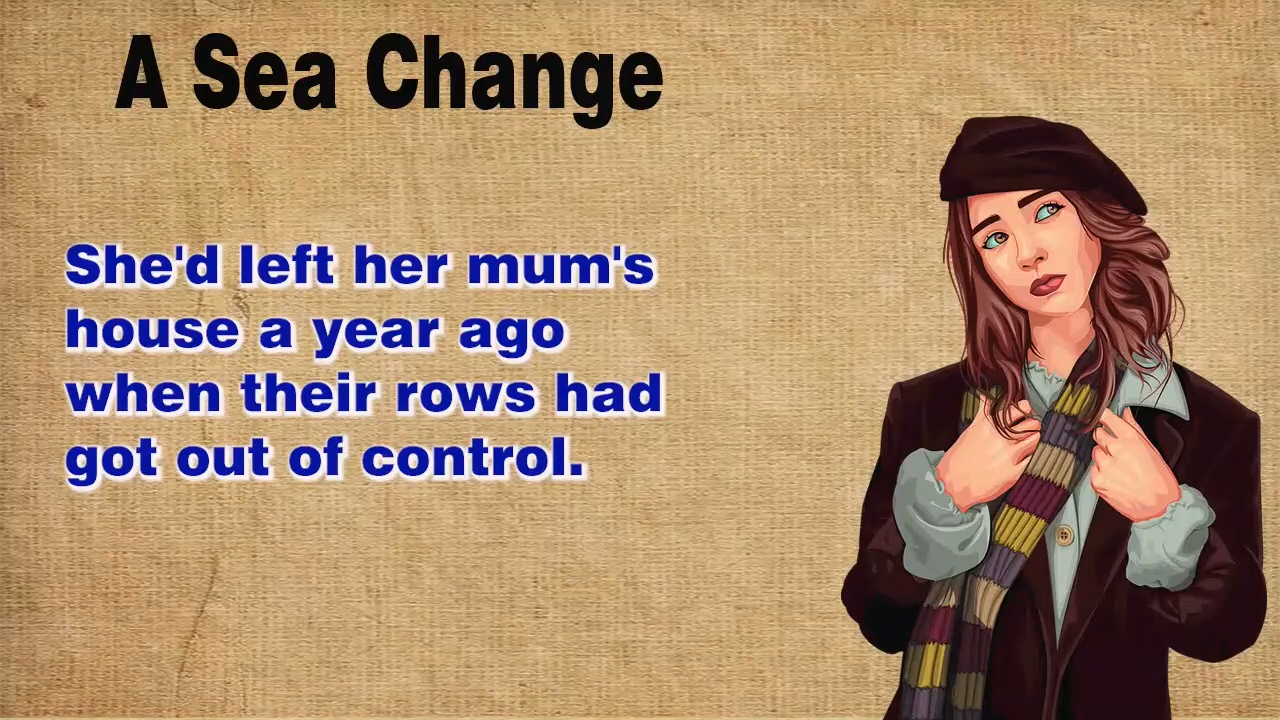 A Sea Change
She'd left her mum's
house a year ago
when their rows had
got out of control.